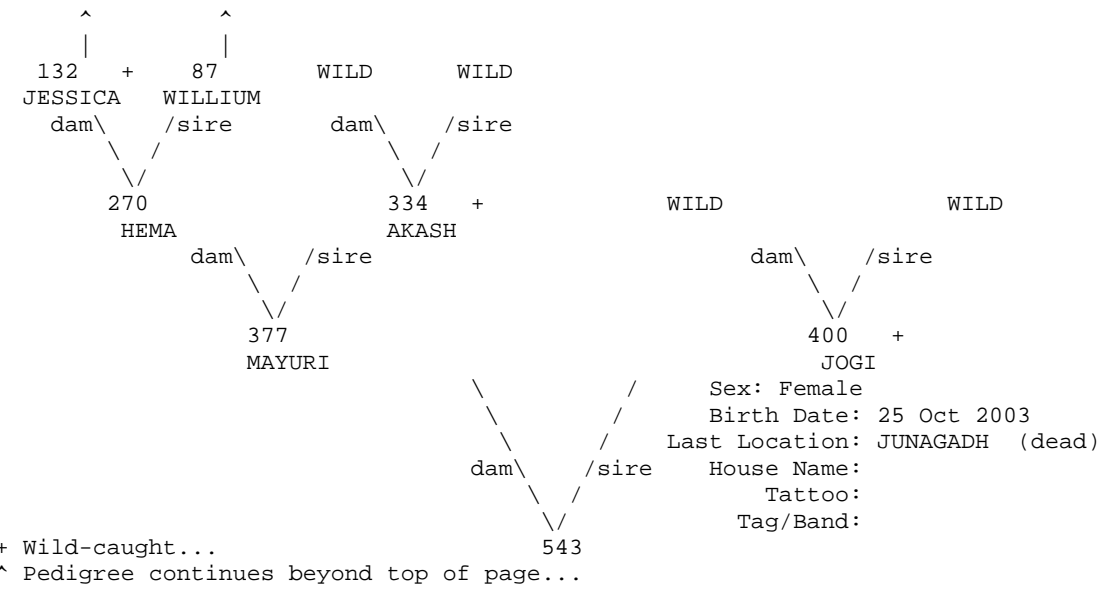 ^ ^
| |
132 + 87 WILD WILD
JESSICA WILLIUM
dam\ /sire dam\ /sire
\ / \ /
\/ \/
270 334 + WILD WILD
HEMA AKASH
dam\ /sire dam\ /sire
\ / \ /
\/ \/
377 400 +
MAYURI JOGI
\ / Sex: Female
\ / Birth Date: 25 Oct 2003
\ / Last Location: JUNAGADH (dead)
dam\ /sire House Name:
\ / Tattoo:
\/ Tag/Band:
+ Wild-caught... 543
^ Pedigree continues beyond top of page...